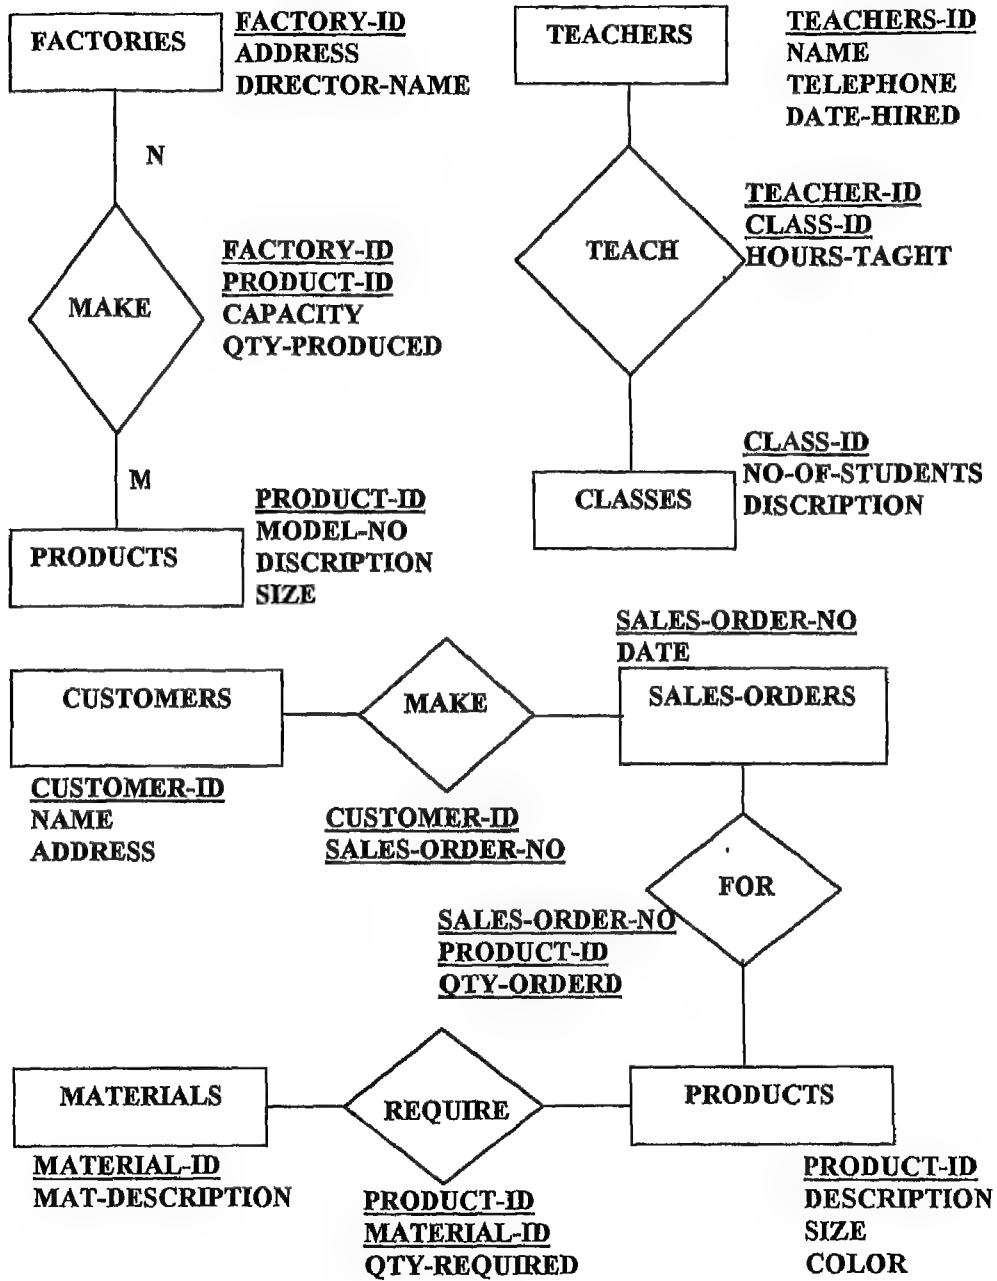 FACTORIES
FACTORY-ID
ADDRESS
DIRECTOR-NAME
N
MAKE
FACTORY-ID
PRODUCT-ID
CAPACITY
QTY-PRODUCED
M
PRODUCTS
PRODUCT-ID
MODEL-NO
DISCRIPTION
SIZE
TEACHERS
TEACHERS-ID
NAME
TELEPHONE
DATE-HIRED
TEACH
TEACHER-ID
CLASS-ID
HOURS-TAGHT
CLASSES
CLASS-ID
NO-OF-STUDENTS
DISCRIPTION
CUSTOMERS
CUSTOMER-ID
NAME
ADDRESS
MAKE
CUSTOMER-ID
SALES-ORDER-NO
SALES-ORDER-NO
DATE
SALES-ORDERS
FOR
SALES-ORDER-NO
PRODUCT-ID
QTY-ORDERD
MATERIALS
MATERIAL-ID
MAT-DESCRIPTION
REQUIRE
PRODUCT-ID
MATERIAL-ID
QTY-REQUIRED
PRODUCTS
PRODUCT-ID
DESCRIPTION
SIZE
COLOR